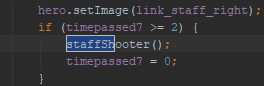 hero.setImage(link_staff_right);
if (timepassed7 >= 2) {
staffShooter();
timepassed7 = 0;
}